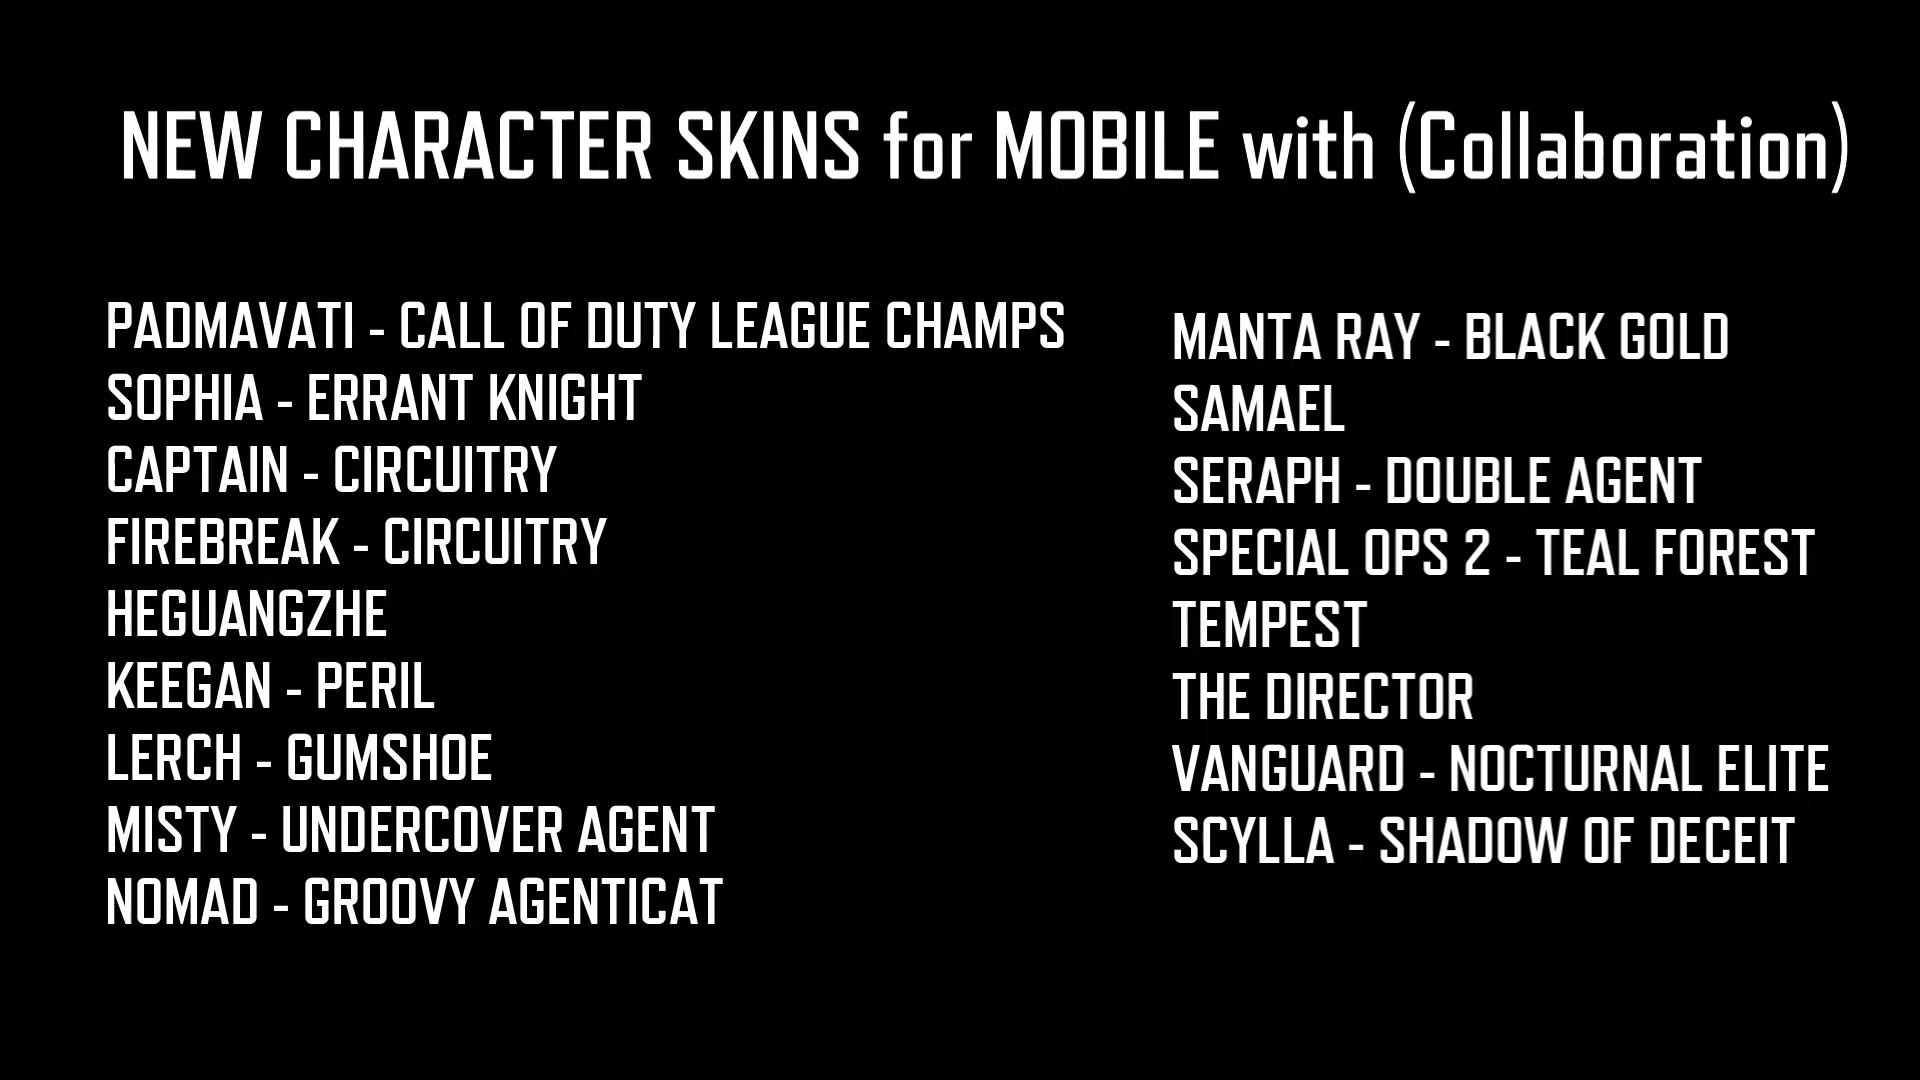 NEW CHARACTER SKINS for MOBILE with (Collaboration)
PADMAVATI - CALL OF DUTY LEAGUE CHAMPS
SOPHIA - ERRANT KNIGHT
CAPTAIN - CIRCUITRY
FIREBREAK - CIRCUITRY
HEGUANGZHE
KEEGAN - PERIL
LERCH - GUMSHOE
MISTY - UNDERCOVER AGENT
NOMAD - GROOVY AGENTICAT
MANTA RAY - BLACK GOLD
SAMAEL
SERAPH - DOUBLE AGENT
SPECIAL OPS 2 - TEAL FOREST
TEMPEST
THE DIRECTOR
VANGUARD - NOCTURNAL ELITE
SCYLLA - SHADOW OF DECEIT